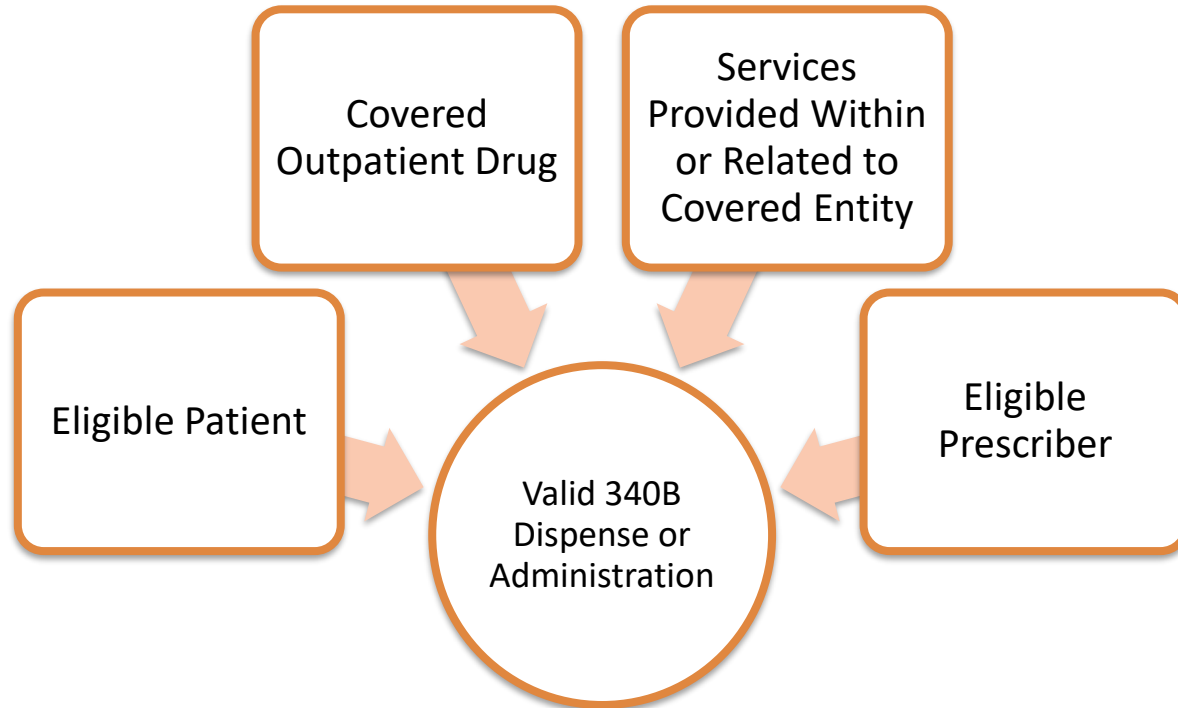 Covered
Outpatient Drug
Services
Provided Within
or Related to
Covered Entity
Eligible Patient
Eligible
Prescriber
Valid 340B
Dispense or
Administration